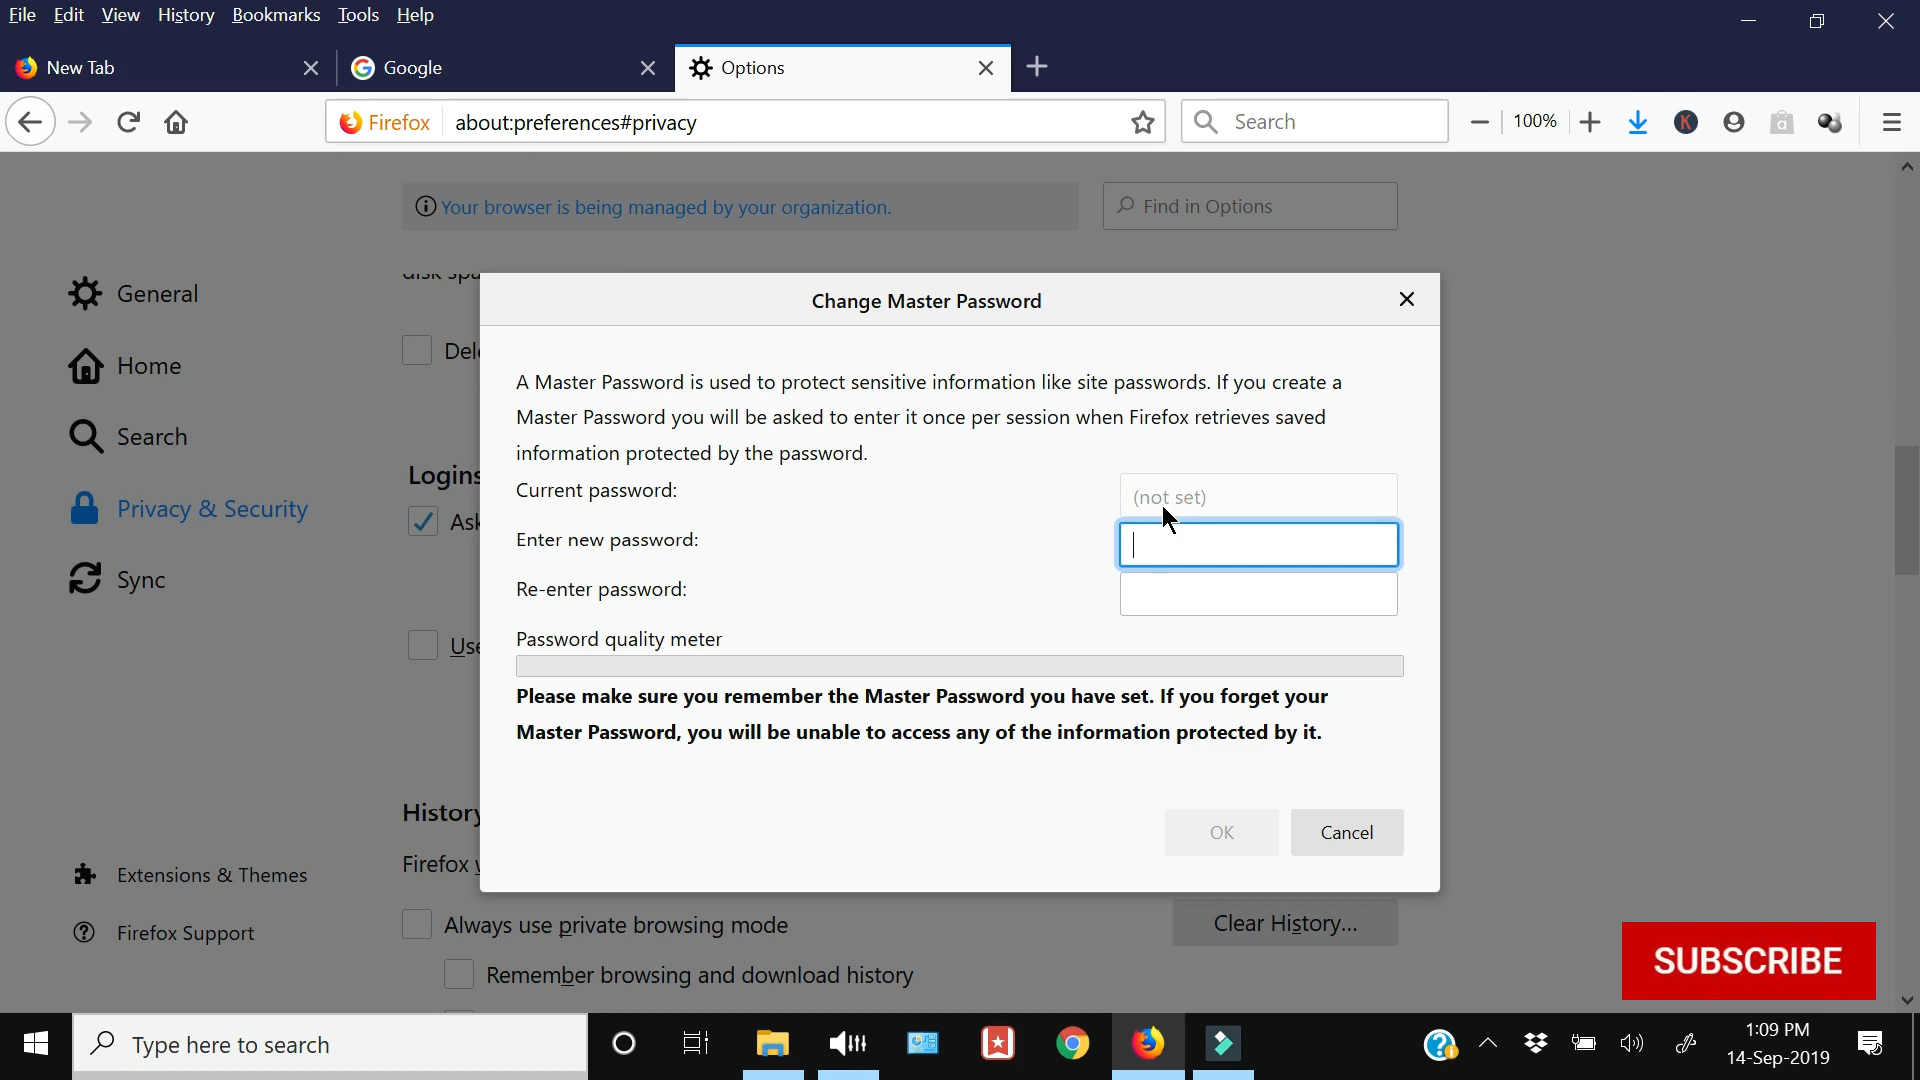 File Edit View History Bookmarks Tools Help
New Tab
Google
Options
Firefox about:preferences#privacy
Search
100%
Your browser is being managed by your organization.
Find in Options
General
Home
Search
Privacy & Security
Sync
Extensions & Themes
Firefox Support
Change Master Password
A Master Password is used to protect sensitive information like site passwords. If you create a
Master Password you will be asked to enter it once per session when Firefox retrieves saved
information protected by the password.
Current password:
(not set)
Enter new password:
Re-enter password:
Password quality meter
Please make sure you remember the Master Password you have set. If you forget your
Master Password, you will be unable to access any of the information protected by it.
OK
Cancel
Logins
History
Firefox
Always use private browsing mode
Clear History...
Remember browsing and download history
SUBSCRIBE
Type here to search
1:09 PM
14-Sep-2019